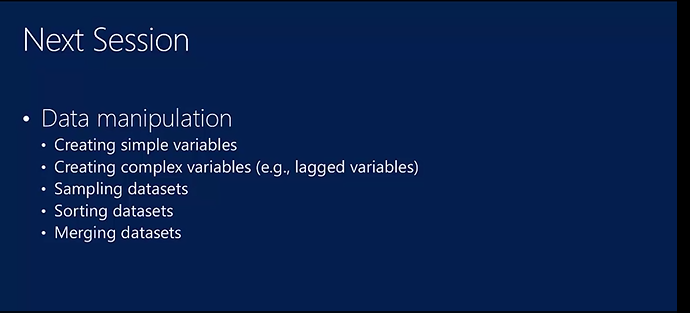 Next Session
• Data manipulation
• Creating simple variables
• Creating complex variables (e.g., lagged variables)
• Sampling datasets
• Sorting datasets
• Merging datasets